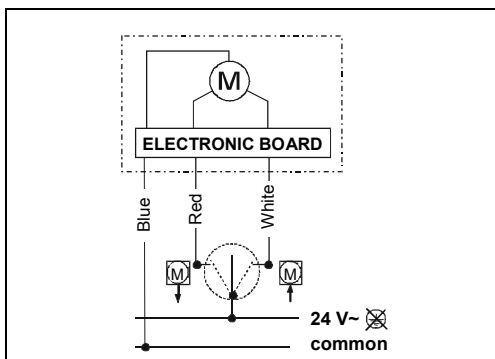 M
ELECTRONIC BOARD
Blue
Red
White
M
M
24 V~
common